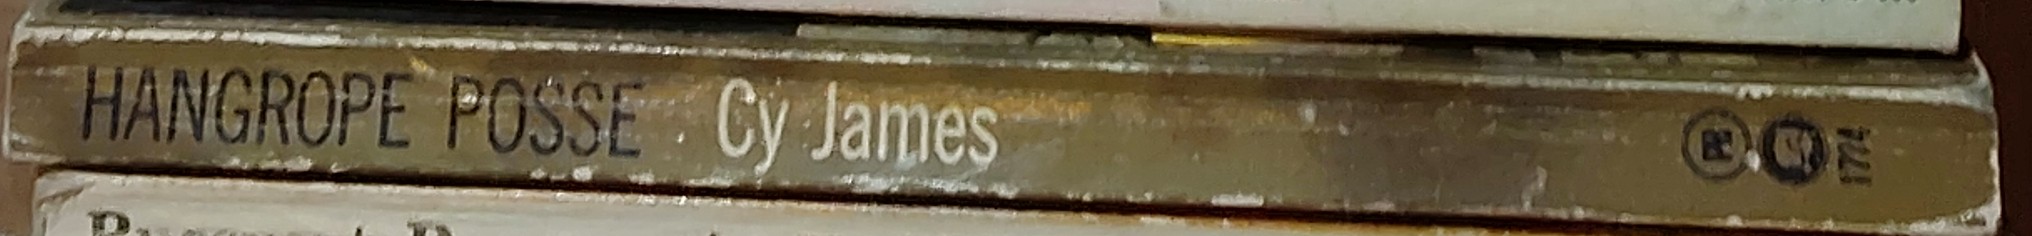 HANGROPE POSSE Cy James
1774